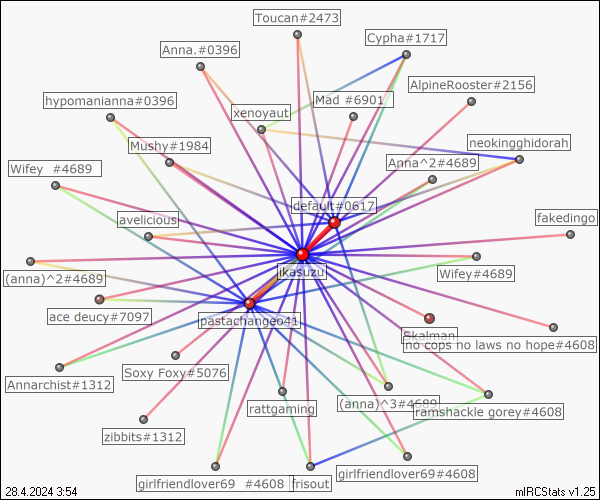 Toucan#2473
Cypha#1717
Anna.#0396
AlpineRooster#2156
hypomanianna#0396
Mad #6901
xenoyaut
neokingghidorah
Mushy#1984
Anna^2#4689
Wifey  #4689
default#0617
avelicious
fakedingo
ikasuzu
Wifey#4689
(anna)^2#4689
ace deucy#7097
pastachangeo41
Skalman
no cops no laws no hope#4608
Soxy Foxy#5076
Annarchist#1312
(anna)^3#4689
rattgaming
ramshackle gorey#4608
zibbits#1312
girlfriendlover69#4608
girlfriendlover69  #4608
frisout
28.4.2024 3:54
mIRCStats v1.25